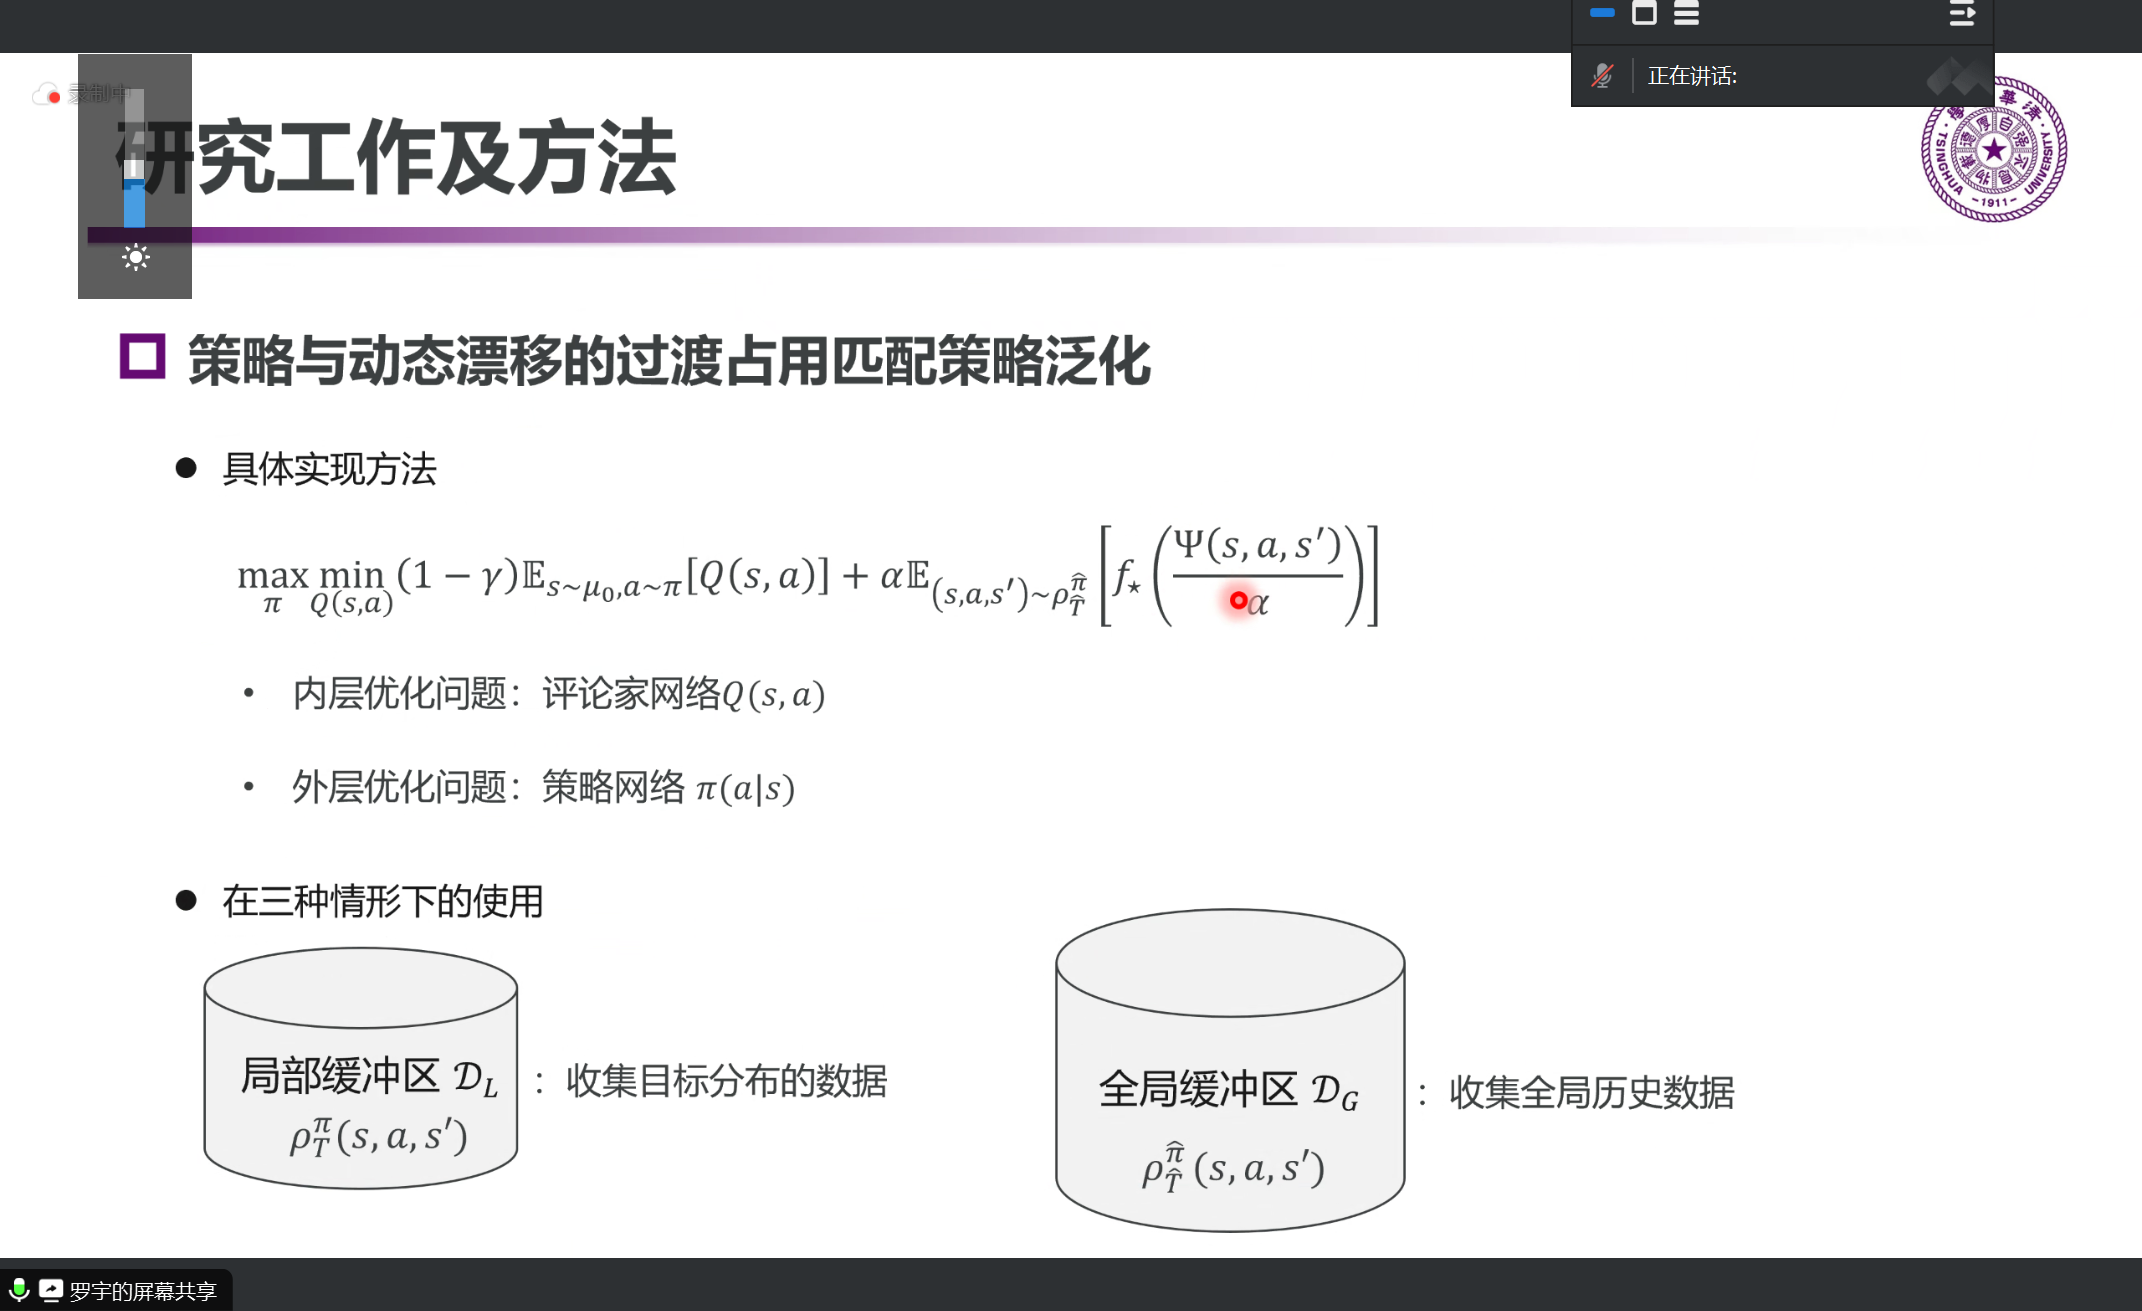 正在讲话:
录制中
研究工作及方法
TSINGHUA UNIVERSITY
1911
策略与动态漂移的过渡占用匹配策略泛化
● 具体实现方法
$\max_{\pi} \min_{Q(s,a)} (1-\gamma)\mathbb{E}_{s\sim\mu_0,a\sim\pi}[Q(s,a)] + \alpha\mathbb{E}_{(s,a,s')\sim\rho_{\hat{T}}^{\hat{\pi}}}\left[f_\star\left(\frac{\Psi(s,a,s')}{\alpha}\right)\right]$
• 内层优化问题：评论家网络Q(s, a)
• 外层优化问题：策略网络 π(a|s)
● 在三种情形下的使用
局部缓冲区 $\mathcal{D}_L$
$\rho_T^{\pi}(s,a,s')$
：收集目标分布的数据
全局缓冲区 $\mathcal{D}_G$
$\rho_{\hat{T}}^{\hat{\pi}}(s,a,s')$
：收集全局历史数据
罗宇的屏幕共享